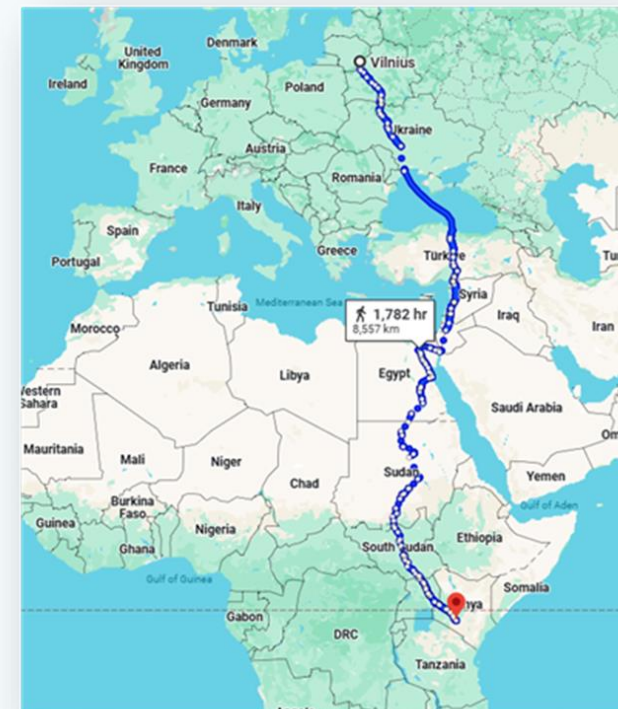 Denmark
United
Kingdom
Vilnius
Ireland
Poland
Germany
Ukraine
Austria
France
Romania
Italy
Spain
Greece
Türkiye
Portugal
Syria
Tunisia
Mediterranean Sea
1,782 hr
8,557 km
Iraq
Iran
Morocco
Algeria
Libya
Egypt
Western
Sahara
Saudi Arabia
Mauritania
Mali
Niger
Chad
Sudan
Yemen
Gulf of Aden
Burkina
Faso
Guinea
Nigeria
Ghana
South Sudan
Ethiopia
Gulf of Guinea
Somalia
Gabon
nya
DRC
Tanzania